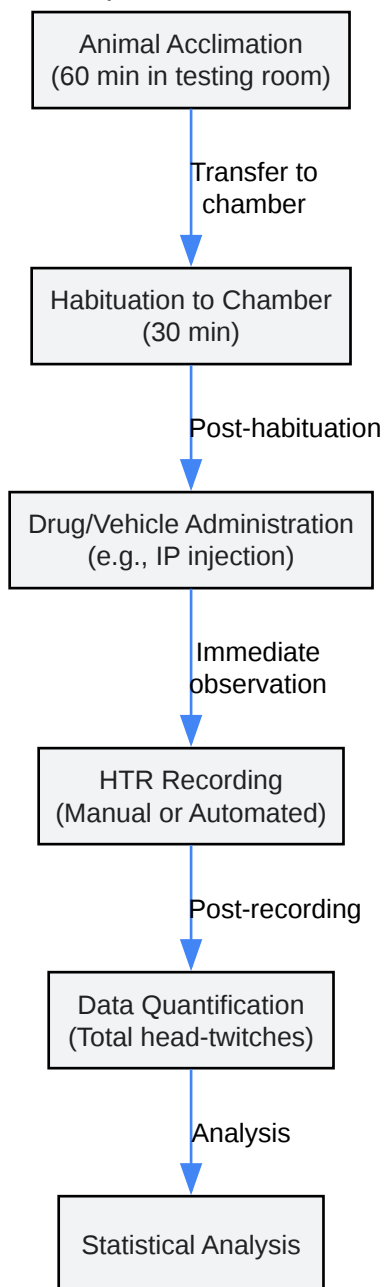 Animal Acclimation
(60 min in testing room)
Transfer to
chamber
Habituation to Chamber
(30 min)
Post-habituation
Drug/Vehicle Administration
(e.g., IP injection)
Immediate
observation
HTR Recording
(Manual or Automated)
Post-recording
Data Quantification
(Total head-twitches)
Analysis
Statistical Analysis